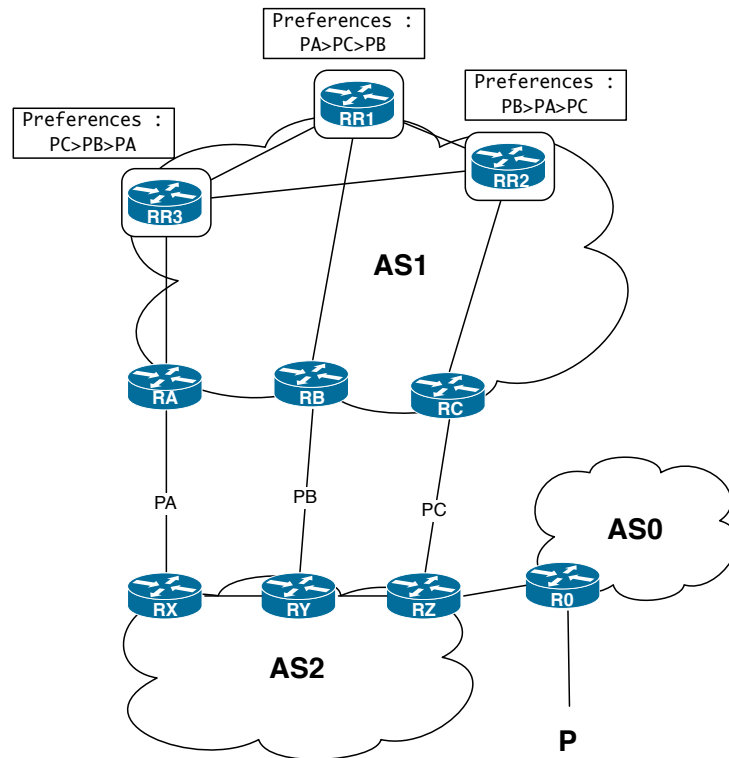 Preferences :
PA>PC>PB
Preferences :
PB>PA>PC
Preferences :
PC>PB>PA
RR1
RR2
RR3
AS1
RA
RB
RC
PA
PB
PC
AS0
RX
RY
RZ
R0
AS2
P